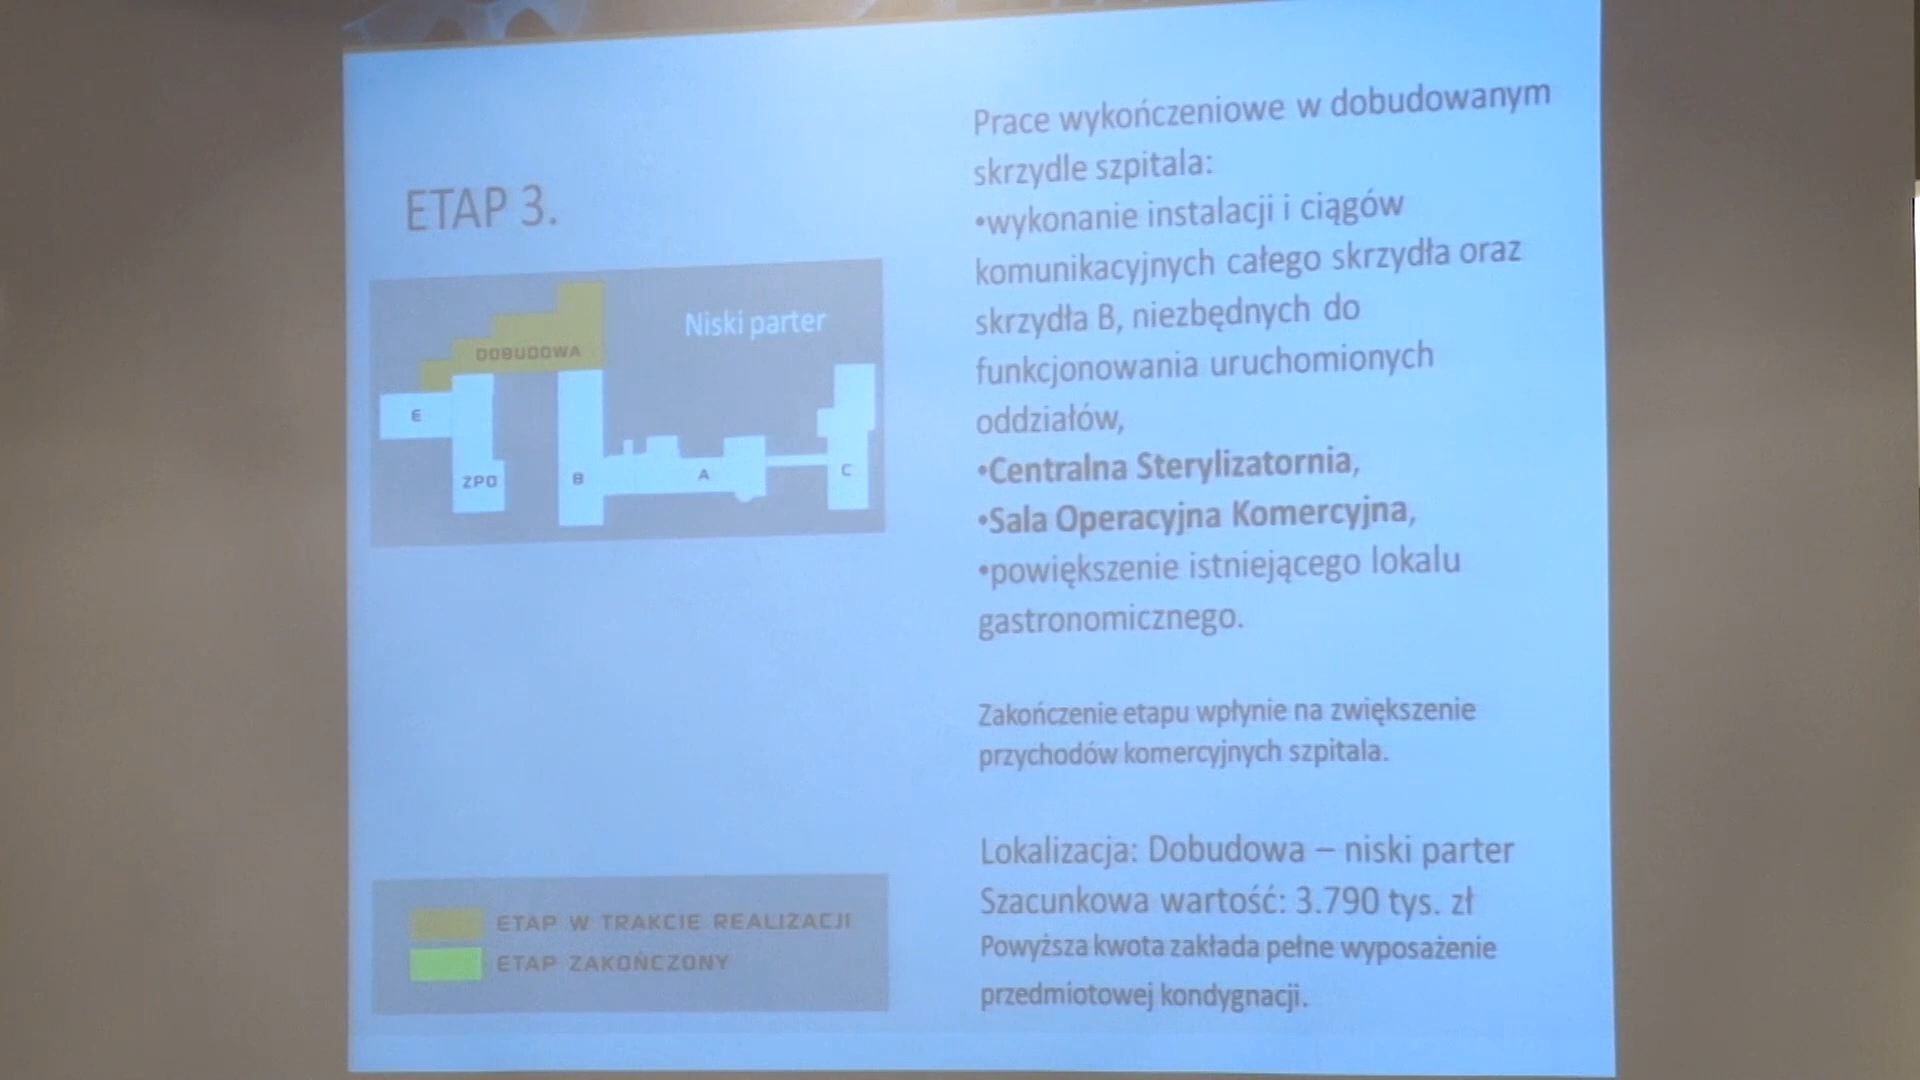 ETAP 3.
Niski parter
DOBUDOWA
E
ZPO
B
A
C
ETAP W TRAKCIE REALIZACJI
ETAP ZAKOŃCZONY
Prace wykończeniowe w dobudowanym
skrzydle szpitala:
•wykonanie instalacji i ciągów
komunikacyjnych całego skrzydła oraz
skrzydła B, niezbędnych do
funkcjonowania uruchomionych
oddziałów,
•Centralna Sterylizatornia,
•Sala Operacyjna Komercyjna,
•powiększenie istniejącego lokalu
gastronomicznego.
Zakończenie etapu wpłynie na zwiększenie
przychodów komercyjnych szpitala.
Lokalizacja: Dobudowa – niski parter
Szacunkowa wartość: 3.790 tys. zł
Powyższa kwota zakłada pełne wyposażenie
przedmiotowej kondygnacji.